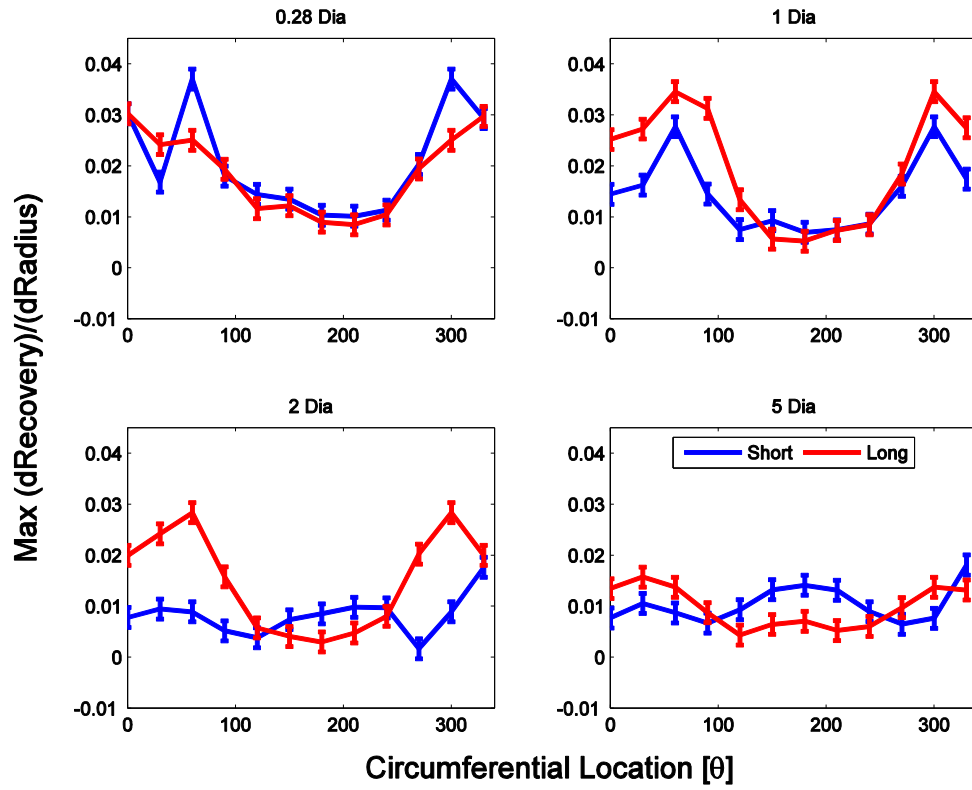 0.28 Dia
0.04
0.03
0.02
0.01
0
-0.01
0 100 200 300
1 Dia
0.04
0.03
0.02
0.01
0
-0.01
0 100 200 300
2 Dia
0.04
0.03
0.02
0.01
0
-0.01
0 100 200 300
5 Dia
Short Long
0.04
0.03
0.02
0.01
0
-0.01
0 100 200 300
Max (dRecovery)/(dRadius)
Circumferential Location [θ]